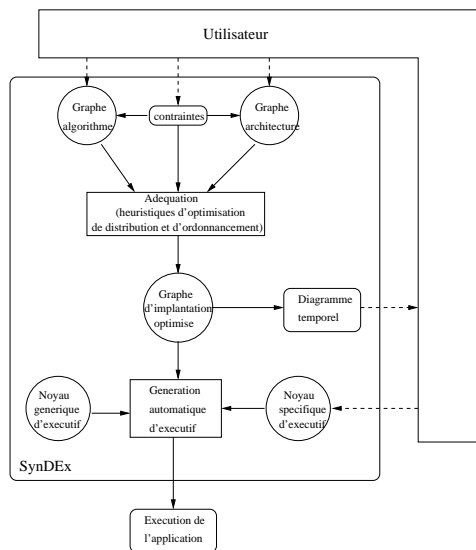 Utilisateur
Graphe
algorithme
contraintes
Graphe
architecture
Adequation
(heuristiques d'optimisation
de distribution et d'ordonnancement)
Graphe
d'implantation
optimise
Diagramme
temporel
Noyau
generique
d'executif
Generation
automatique
d'executif
Noyau
specifique
d'executif
SynDEx
Execution de
l'application